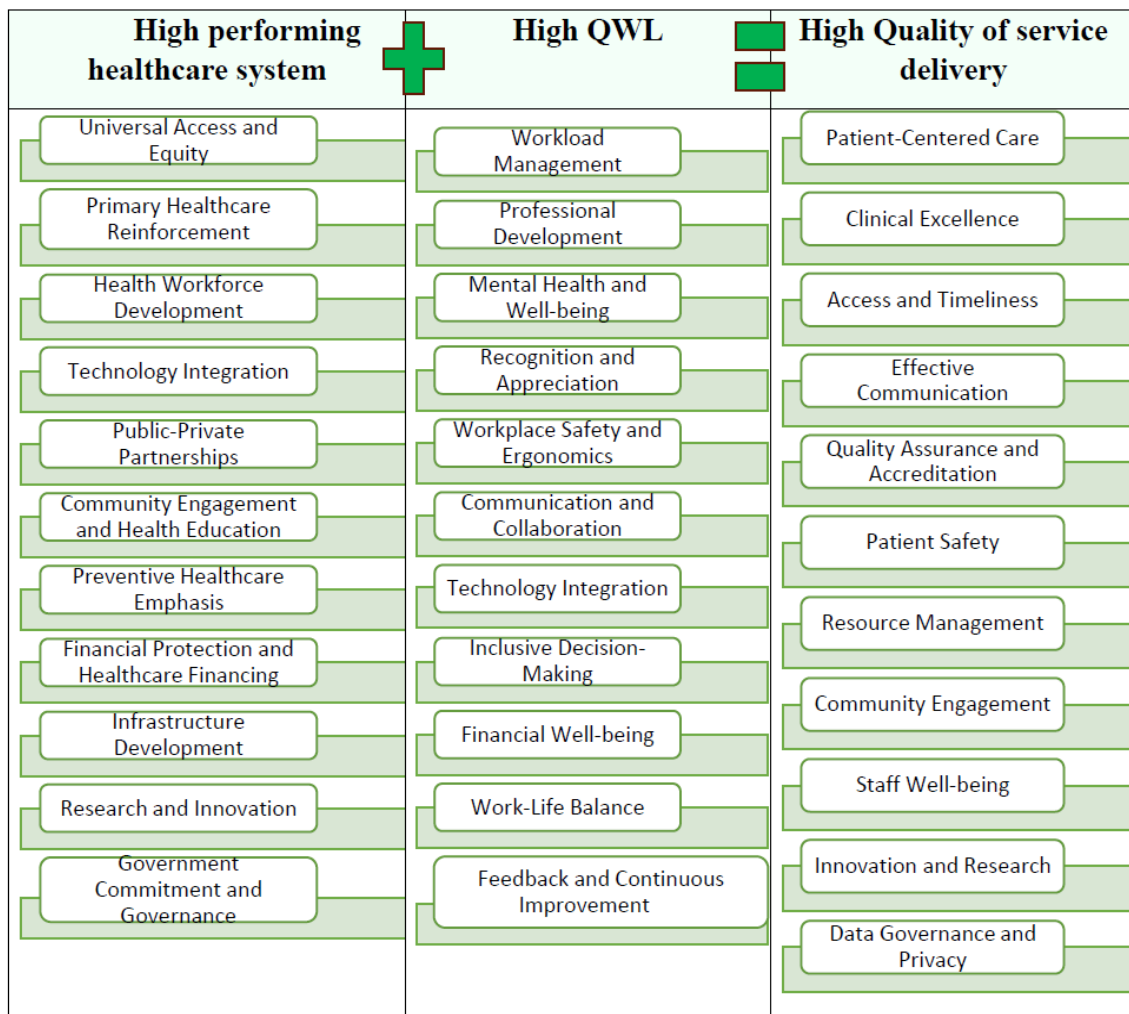 High performing
healthcare system
High QWL
High Quality of service
delivery
Universal Access and
Equity
Primary Healthcare
Reinforcement
Health Workforce
Development
Technology Integration
Public-Private
Partnerships
Community Engagement
and Health Education
Preventive Healthcare
Emphasis
Financial Protection and
Healthcare Financing
Infrastructure
Development
Research and Innovation
Government
Commitment and
Governance
Workload
Management
Professional
Development
Mental Health and
Well-being
Recognition and
Appreciation
Workplace Safety and
Ergonomics
Communication and
Collaboration
Technology Integration
Inclusive Decision-
Making
Financial Well-being
Work-Life Balance
Feedback and Continuous
Improvement
Patient-Centered Care
Clinical Excellence
Access and Timeliness
Effective
Communication
Quality Assurance and
Accreditation
Patient Safety
Resource Management
Community Engagement
Staff Well-being
Innovation and Research
Data Governance and
Privacy